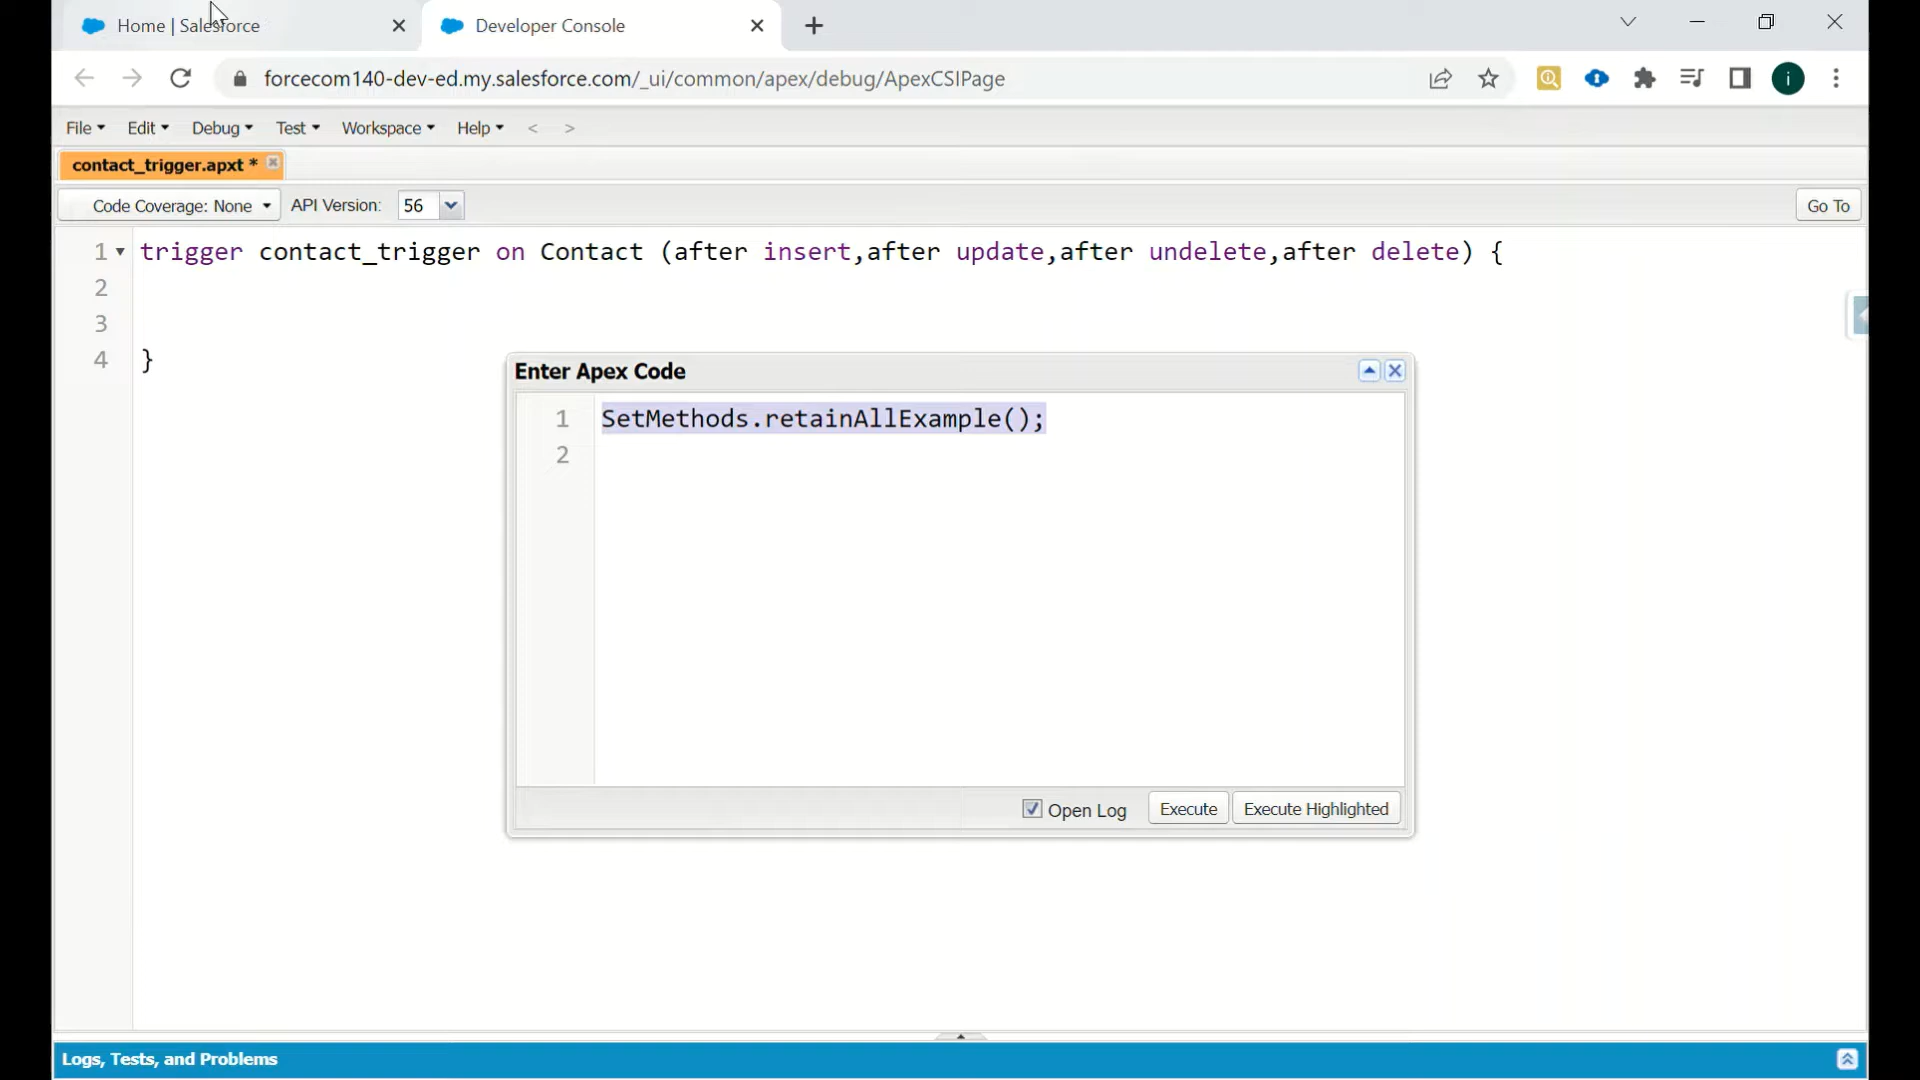 Home | Salesforce
Developer Console
forcecom140-dev-ed.my.salesforce.com/_ui/common/apex/debug/ApexCSIPage
i
File Edit Debug Test Workspace Help < >
contact_trigger.apxt *
Code Coverage: None API Version: 56 Go To
1 trigger contact_trigger on Contact (after insert,after update,after undelete,after delete) {
2
3
4 }
Enter Apex Code
1 SetMethods.retainAllExample();
2
Open Log Execute Execute Highlighted
Logs, Tests, and Problems